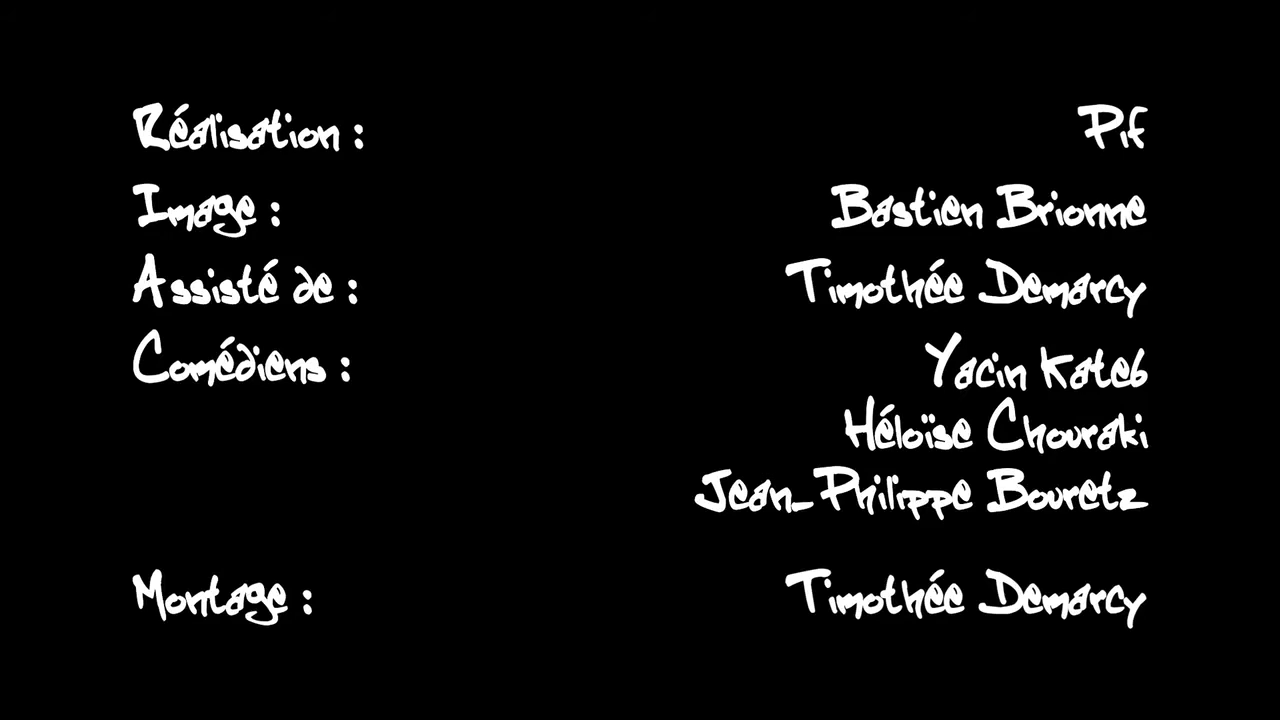 Réalisation : Pif
Image : Bastien Brionne
Assisté de : Timothée Demarcy
Comédiens : Yacin Kateb
Héloïse Chouraki
Jean-Philippe Bouretz
Montage : Timothée Demarcy